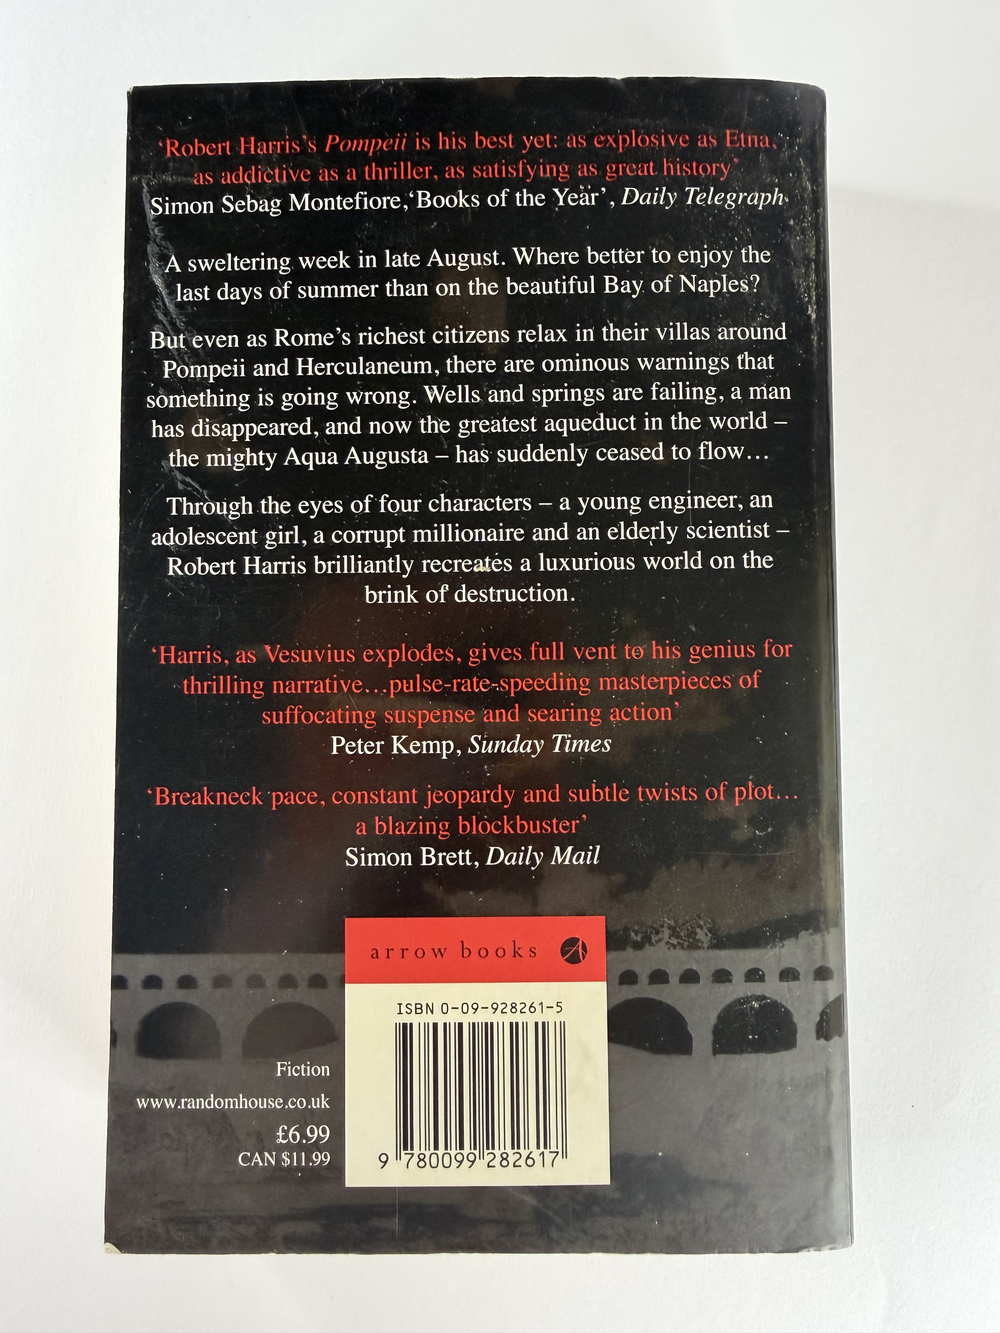 ‘Robert Harris’s Pompeii is his best yet: as explosive as Etna,
as addictive as a thriller, as satisfying as great history’
Simon Sebag Montefiore,‘Books of the Year’, Daily Telegraph
A sweltering week in late August. Where better to enjoy the
last days of summer than on the beautiful Bay of Naples?
But even as Rome’s richest citizens relax in their villas around
Pompeii and Herculaneum, there are ominous warnings that
something is going wrong. Wells and springs are failing, a man
has disappeared, and now the greatest aqueduct in the world –
the mighty Aqua Augusta – has suddenly ceased to flow…
Through the eyes of four characters – a young engineer, an
adolescent girl, a corrupt millionaire and an elderly scientist –
Robert Harris brilliantly recreates a luxurious world on the
brink of destruction.
‘Harris, as Vesuvius explodes, gives full vent to his genius for
thrilling narrative…pulse-rate-speeding masterpieces of
suffocating suspense and searing action’
Peter Kemp, Sunday Times
‘Breakneck pace, constant jeopardy and subtle twists of plot…
a blazing blockbuster’
Simon Brett, Daily Mail
arrow books
ISBN 0-09-928261-5
9 780099 282617
Fiction
www.randomhouse.co.uk
£6.99
CAN $11.99